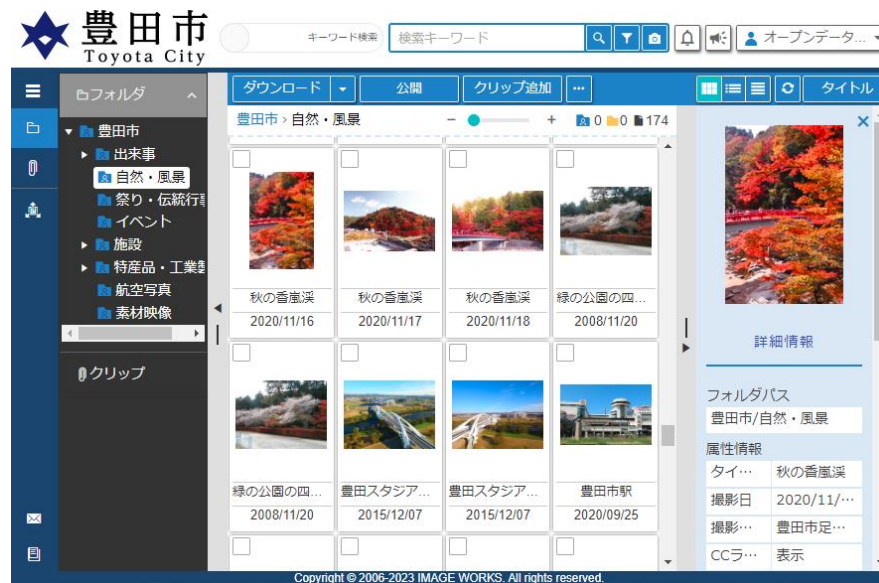 豊田市
Toyota City
キーワード検索
検索キーワード
オープンデータ...
フォルダ
ダウンロード
公開
クリップ追加
...
タイトル
豊田市 › 自然・風景
− +
0 0 174
豊田市
出来事
自然・風景
祭り・伝統行事
イベント
施設
特産品・工業製
航空写真
素材映像
クリップ
秋の香嵐渓
2020/11/16
秋の香嵐渓
2020/11/17
秋の香嵐渓
2020/11/18
緑の公園の四...
2008/11/20
緑の公園の四...
2008/11/20
豊田スタジア...
2015/12/07
豊田スタジア...
2015/12/07
豊田市駅
2020/09/25
詳細情報
フォルダパス
豊田市/自然・風景
属性情報
タイ… 秋の香嵐渓
撮影日 2020/11/…
撮影… 豊田市足…
CCラ… 表示
Copyright © 2006-2023 IMAGE WORKS. All rights reserved.